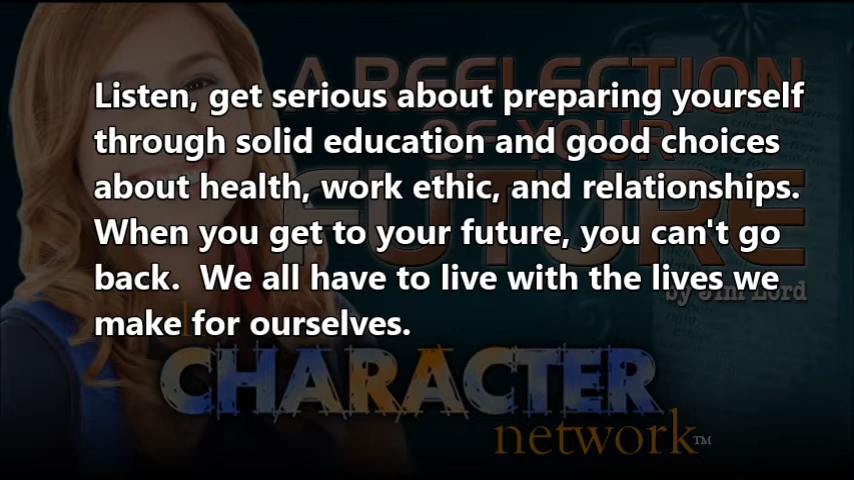 Listen, get serious about preparing yourself
through solid education and good choices
about health, work ethic, and relationships.
When you get to your future, you can't go
back.  We all have to live with the lives we
make for ourselves.
A REFLECTION
OF YOUR
FUTURE
by Jim Lord
CHARACTER
network™